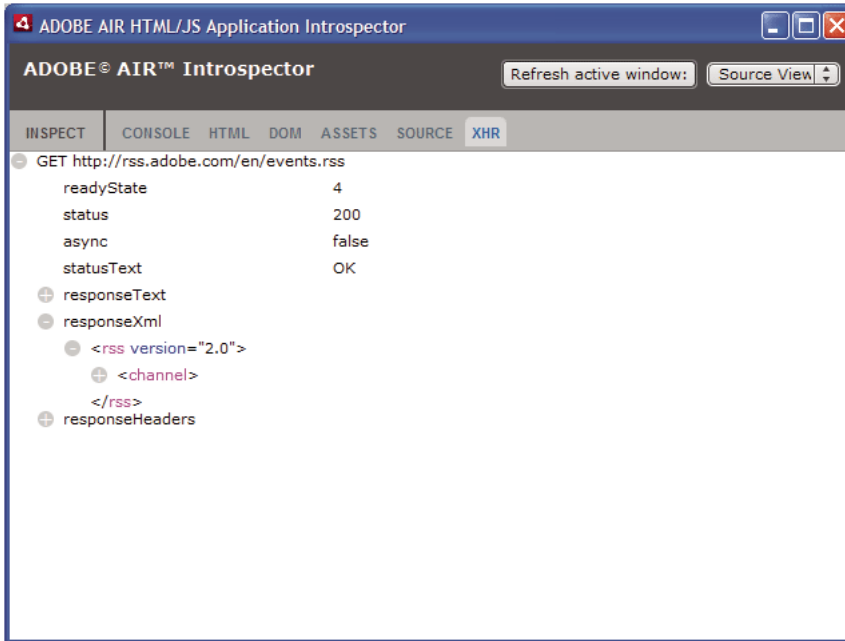 ADOBE AIR HTML/JS Application Introspector
ADOBE© AIR™ Introspector
Refresh active window: Source View
INSPECT CONSOLE HTML DOM ASSETS SOURCE XHR
GET http://rss.adobe.com/en/events.rss
readyState 4
status 200
async false
statusText OK
responseText
responseXml
<rss version="2.0">
<channel>
</rss>
responseHeaders